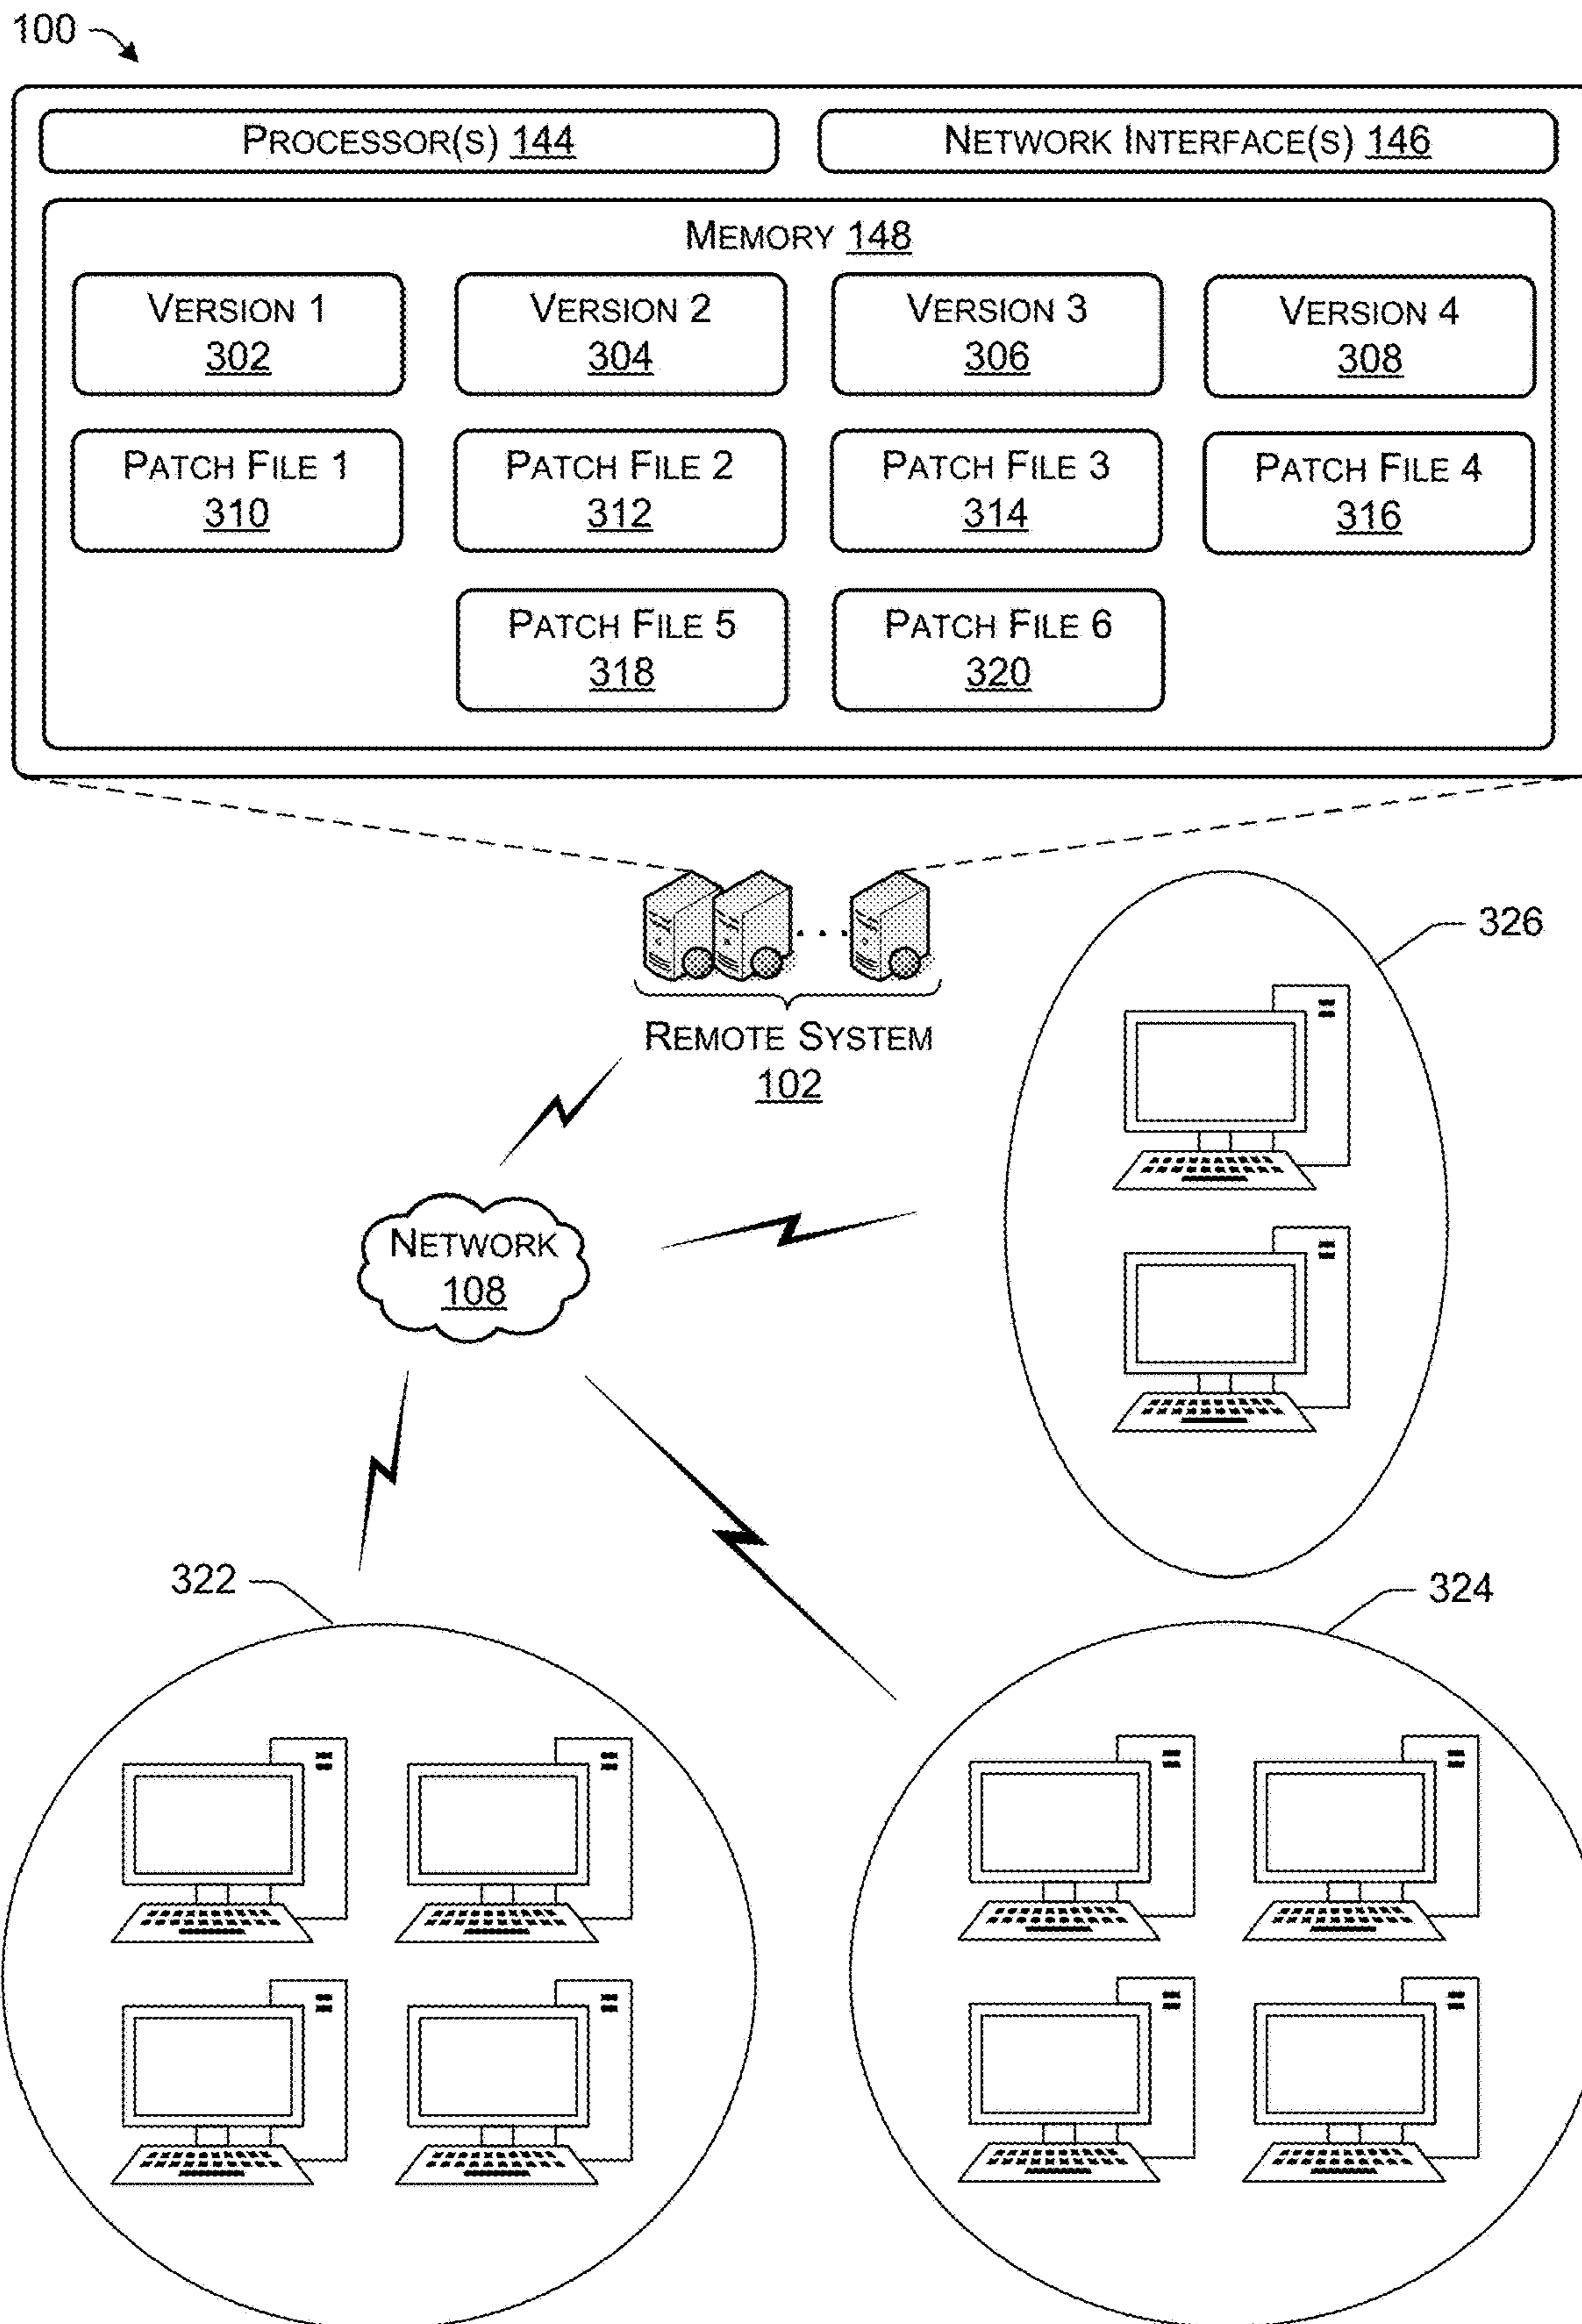 100
PROCESSOR(S) 144
NETWORK INTERFACE(S) 146
MEMORY 148
VERSION 1
302
VERSION 2
304
VERSION 3
306
VERSION 4
308
PATCH FILE 1
310
PATCH FILE 2
312
PATCH FILE 3
314
PATCH FILE 4
316
PATCH FILE 5
318
PATCH FILE 6
320
REMOTE SYSTEM
102
326
NETWORK
108
322
324